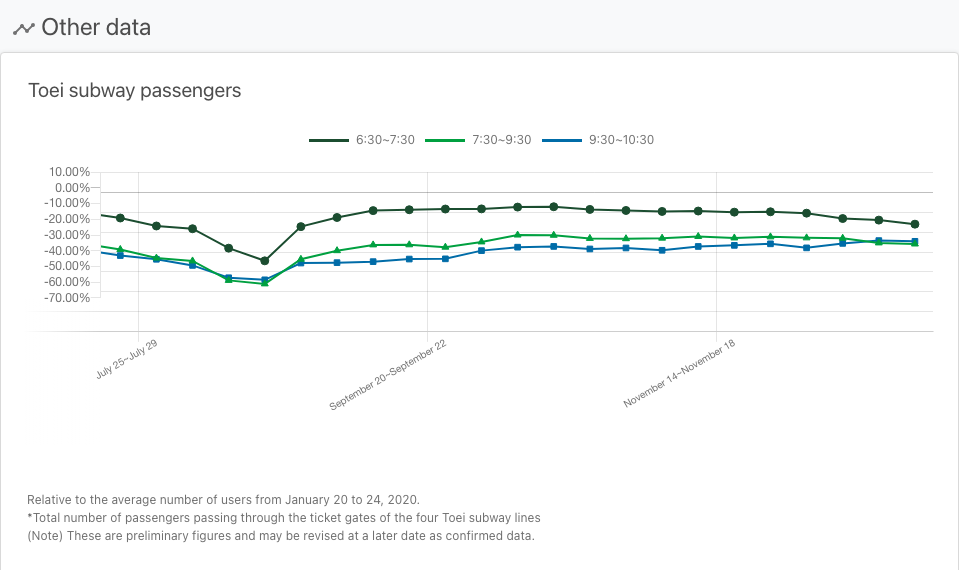 Other data
Toei subway passengers
6:30~7:30 7:30~9:30 9:30~10:30
10.00%
0.00%
-10.00%
-20.00%
-30.00%
-40.00%
-50.00%
-60.00%
-70.00%
July 25~July 29
September 20~September 22
November 14~November 18
Relative to the average number of users from January 20 to 24, 2020.
*Total number of passengers passing through the ticket gates of the four Toei subway lines
(Note) These are preliminary figures and may be revised at a later date as confirmed data.